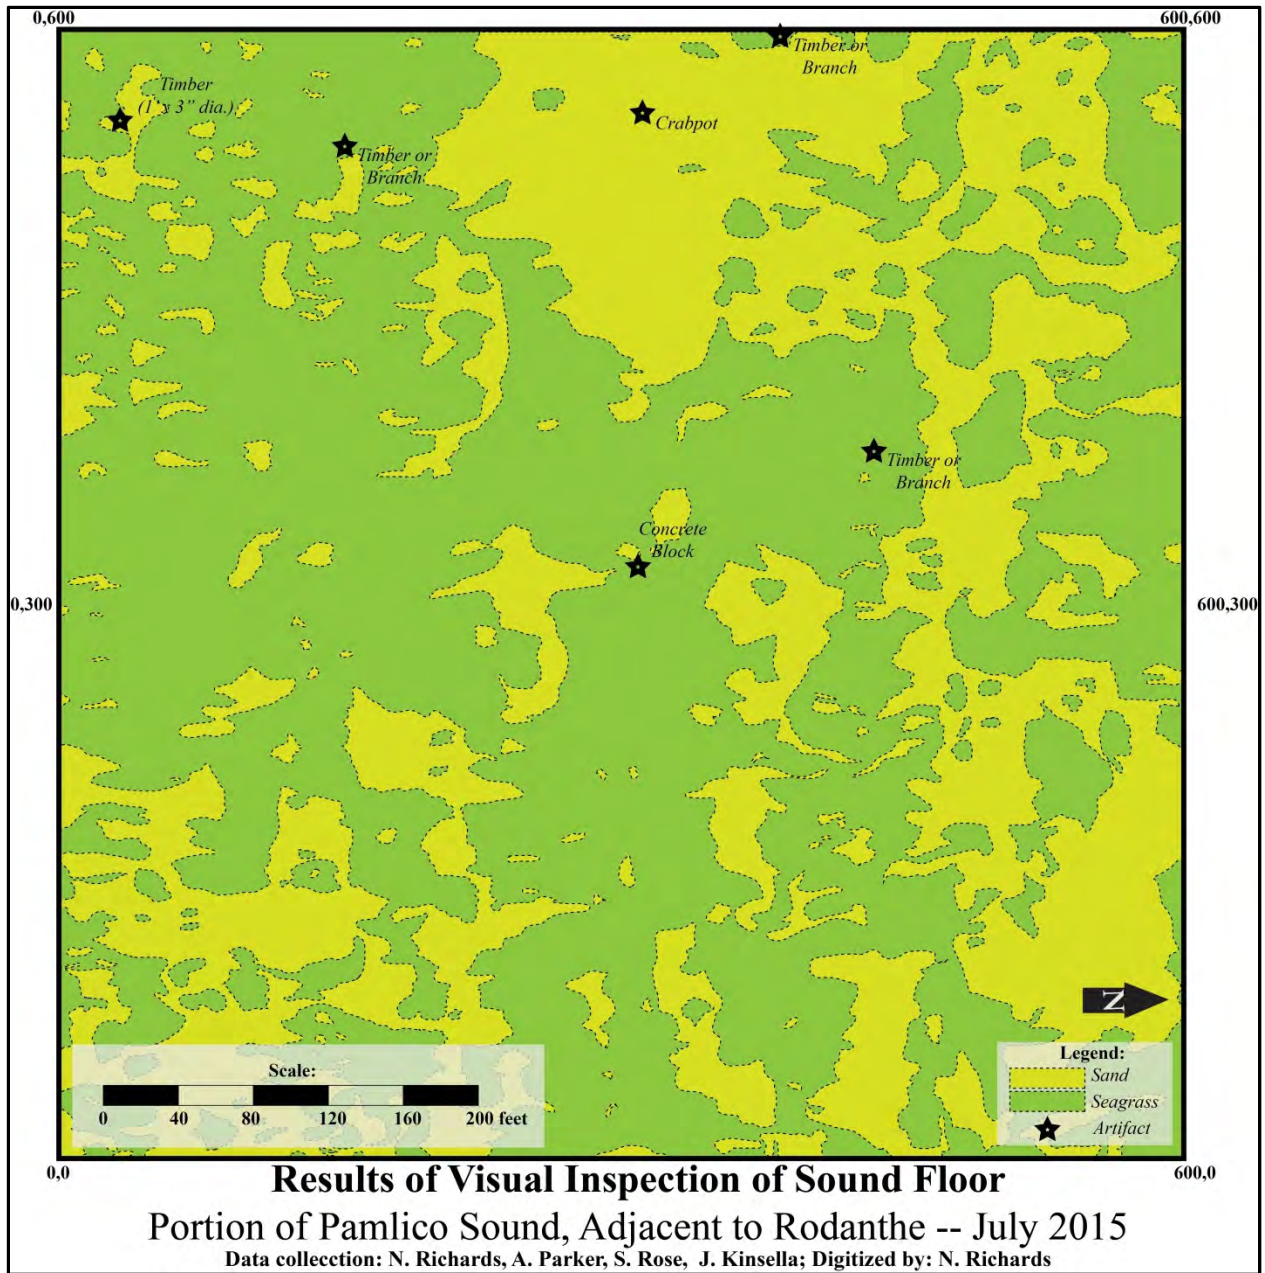 0,600
600,600
Timber or
Branch
Timber
(1' x 3” dia.)
Crabpot
Timber or
Branch
Timber or
Branch
Concrete
Block
0,300
600,300
N
Scale:
0 40 80 120 160 200 feet
Legend:
Sand
Seagrass
Artifact
0,0
600,0
Results of Visual Inspection of Sound Floor
Portion of Pamlico Sound, Adjacent to Rodanthe -- July 2015
Data collecction: N. Richards, A. Parker, S. Rose, J. Kinsella; Digitized by: N. Richards